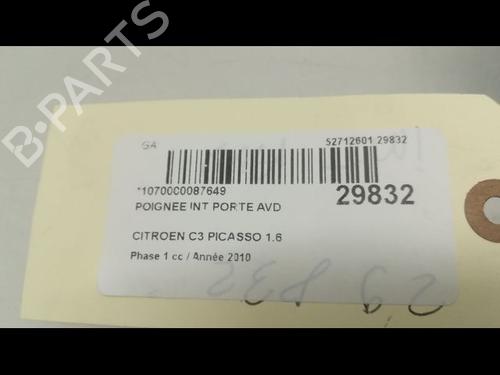 B-PARTS
GA
52712601 29832
*1070000087649
29832
POIGNEE INT PORTE AVD
CITROEN C3 PICASSO 1.6
Phase 1 cc / Année 2010